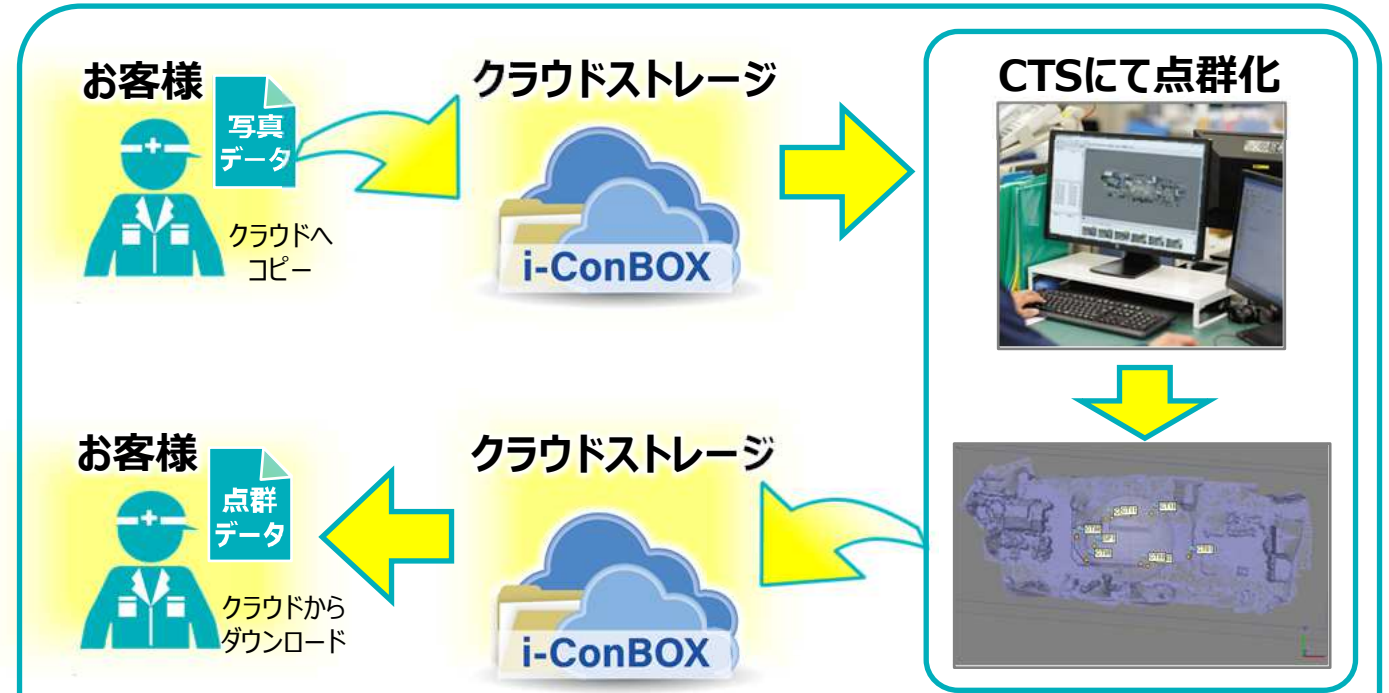 お客様
写真
データ
クラウドへ
コピー
クラウドストレージ
i-ConBOX
CTSにて点群化
お客様
点群
データ
クラウドから
ダウンロード
クラウドストレージ
i-ConBOX